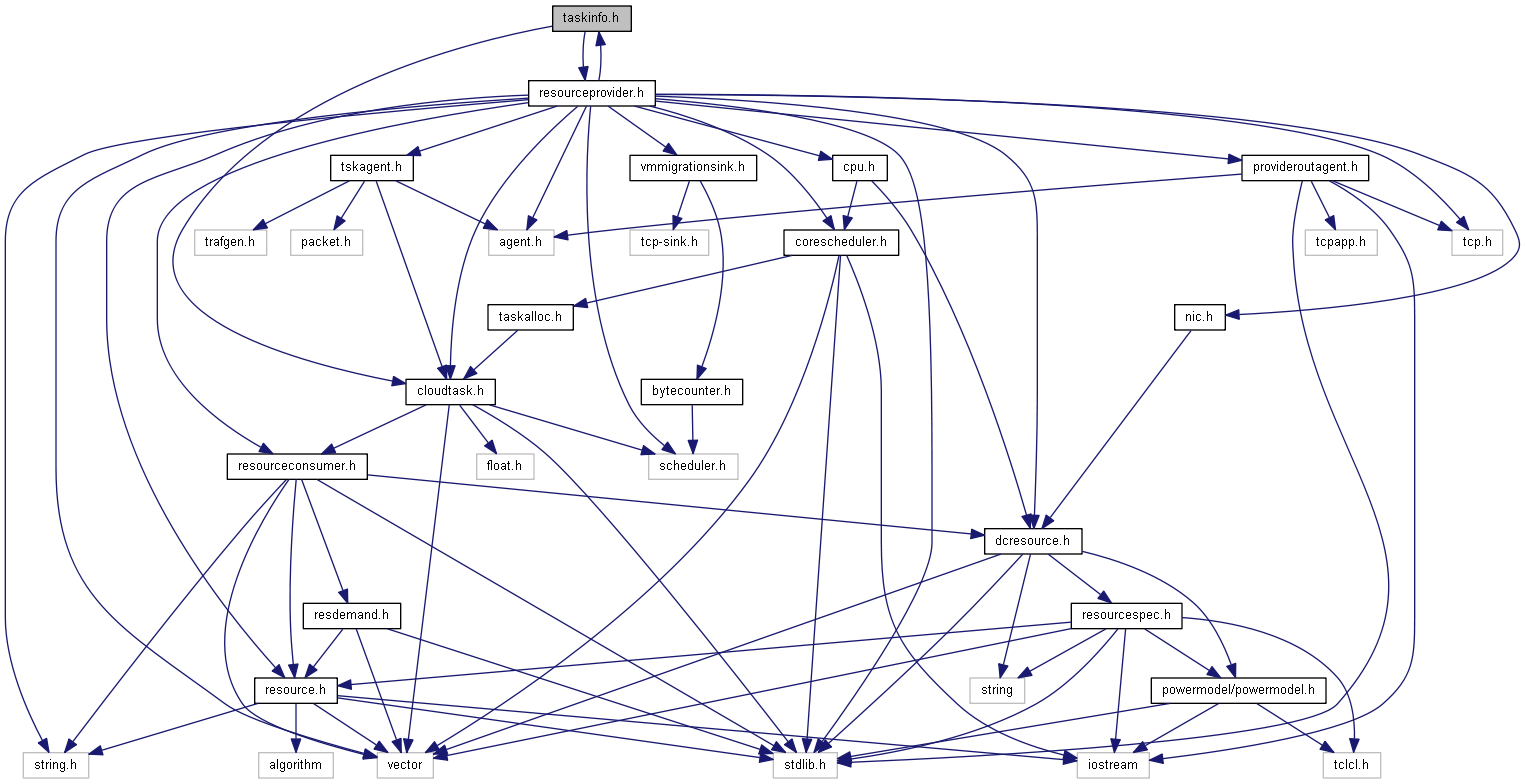 taskinfo.h
resourceprovider.h
tskagent.h
vmmigrationsink.h
cpu.h
provideroutagent.h
trafgen.h
packet.h
agent.h
tcp-sink.h
corescheduler.h
tcpapp.h
tcp.h
taskalloc.h
nic.h
cloudtask.h
bytecounter.h
resourceconsumer.h
float.h
scheduler.h
dcresource.h
resdemand.h
resourcespec.h
resource.h
string
powermodel/powermodel.h
string.h
algorithm
vector
stdlib.h
iostream
tclcl.h